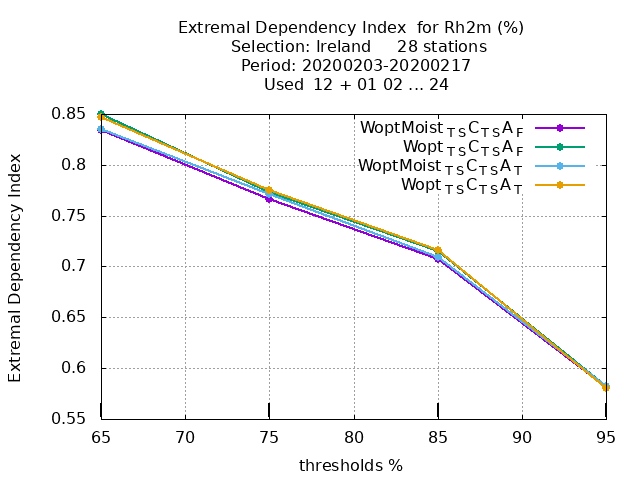 Extremal Dependency Index for Rh2m (%)
Selection: Ireland 28 stations
Period: 20200203-20200217
Used 12 + 01 02 ... 24
WoptMoist TS C TS A F
Wopt TS C TS A F
WoptMoist TS C TS A T
Wopt TS C TS A T
Extremal Dependency Index
0.85
0.8
0.75
0.7
0.65
0.6
0.55
65 70 75 80 85 90 95
thresholds %